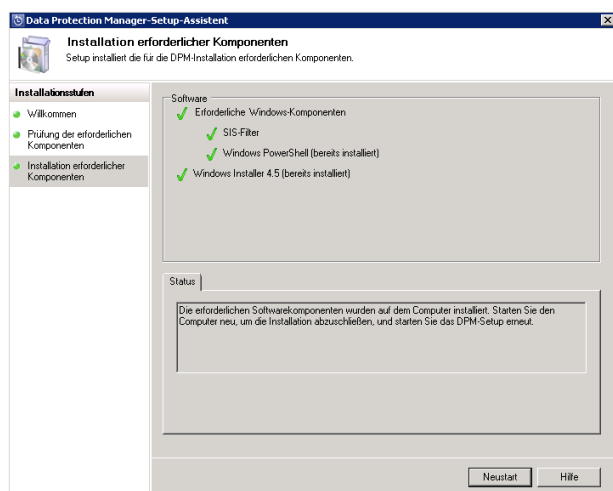 Data Protection Manager-Setup-Assistent
Installation erforderlicher Komponenten
Setup installiert die für die DPM-Installation erforderlichen Komponenten.
Installationsstufen
Willkommen
Prüfung der erforderlichen
Komponenten
Installation erforderlicher
Komponenten
Software
Erforderliche Windows-Komponenten
SIS-Filter
Windows PowerShell (bereits installiert)
Windows Installer 4.5 (bereits installiert)
Status
Die erforderlichen Softwarekomponenten wurden auf dem Computer installiert. Starten Sie den
Computer neu, um die Installation abzuschließen, und starten Sie das DPM-Setup erneut.
Neustart
Hilfe